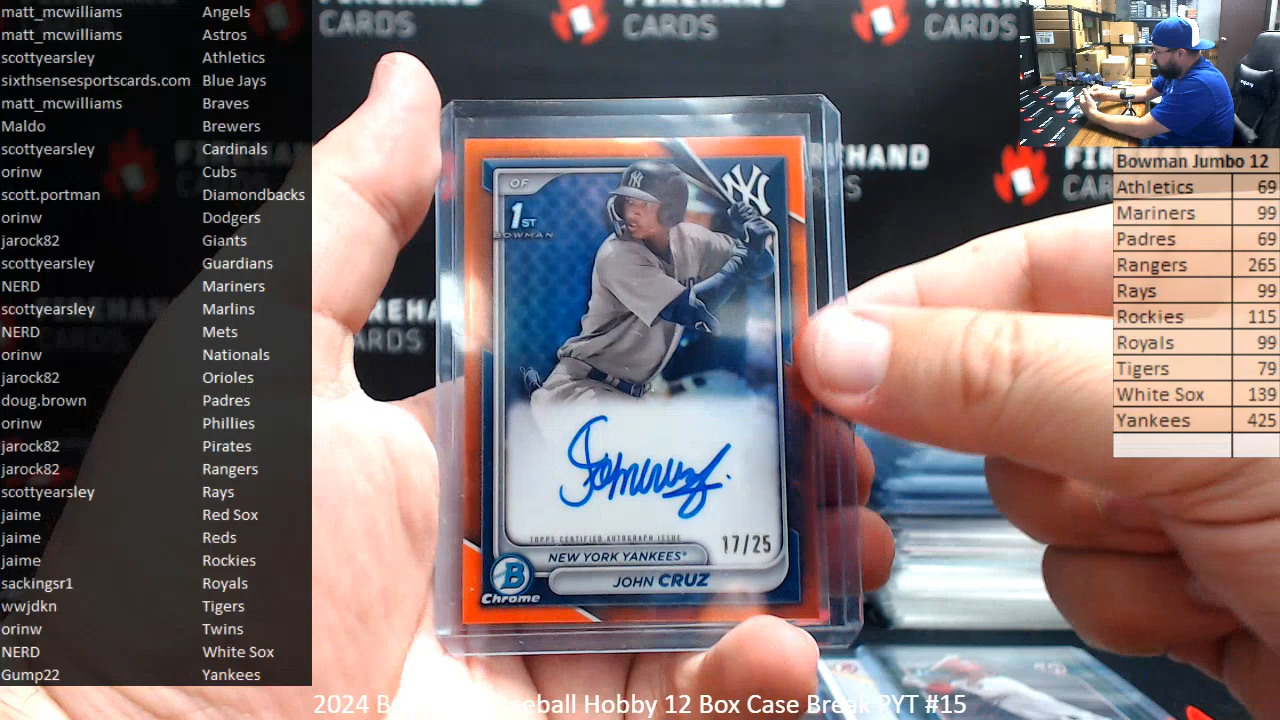 matt_mcwilliams Angels
matt_mcwilliams Astros
scottyearsley Athletics
sixthsensesportscards.com Blue Jays
matt_mcwilliams Braves
Maldo Brewers
scottyearsley Cardinals
orinw Cubs
scott.portman Diamondbacks
orinw Dodgers
jarock82 Giants
scottyearsley Guardians
NERD Mariners
scottyearsley Marlins
NERD Mets
orinw Nationals
jarock82 Orioles
doug.brown Padres
orinw Phillies
jarock82 Pirates
jarock82 Rangers
scottyearsley Rays
jaime Red Sox
jaime Reds
jaime Rockies
sackingsr1 Royals
wwjdkn Tigers
orinw Twins
NERD White Sox
Gump22 Yankees
CARDS
CARDS
CARDS
FIREHAND
CARDS
OF
1ST
BOWMAN
NY
TOPPS CERTIFIED AUTOGRAPH ISSUE
17/25
NEW YORK YANKEES
JOHN CRUZ
B
Chrome
Bowman Jumbo 12
Athletics 69
Mariners 99
Padres 69
Rangers 265
Rays 99
Rockies 115
Royals 99
Tigers 79
White Sox 139
Yankees 425
2024 Hobby 12 Box Case Break PYT #15